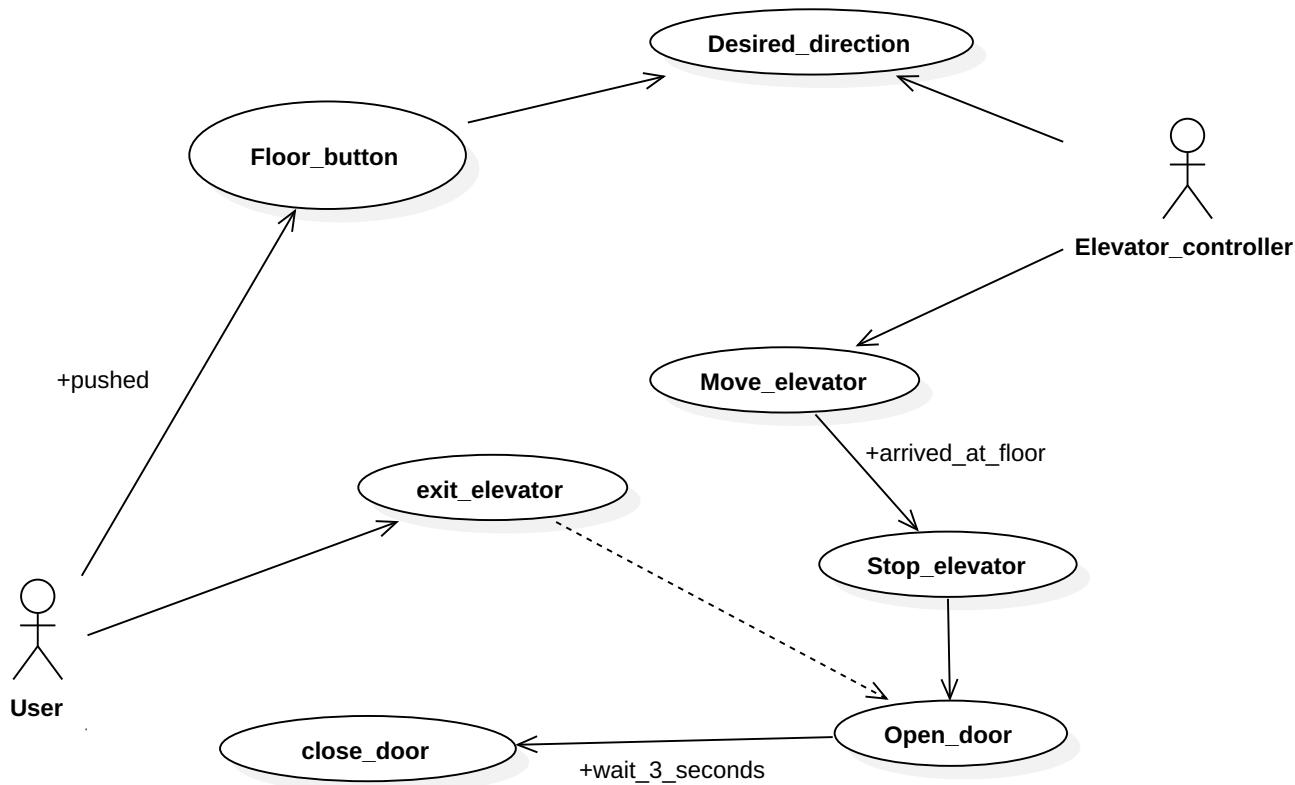 Desired_direction
Floor_button
Elevator_controller
+pushed
Move_elevator
+arrived_at_floor
exit_elevator
Stop_elevator
User
Open_door
close_door
+wait_3_seconds